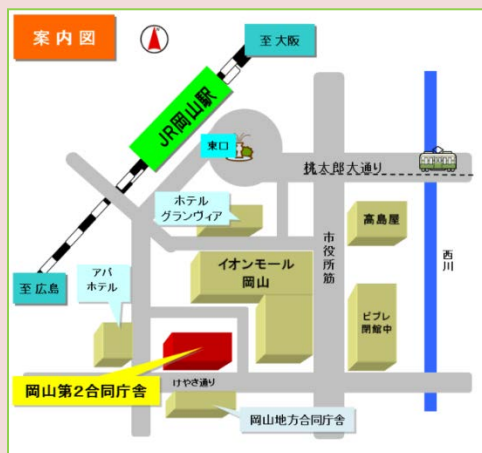 案内図
至大阪
JR岡山駅
東口
桃太郎大通り
ホテル
グランヴィア
高島屋
市役所筋
西川
イオンモール
岡山
至広島
アパ
ホテル
ビブレ
閉館中
岡山第2合同庁舎
けやき通り
岡山地方合同庁舎